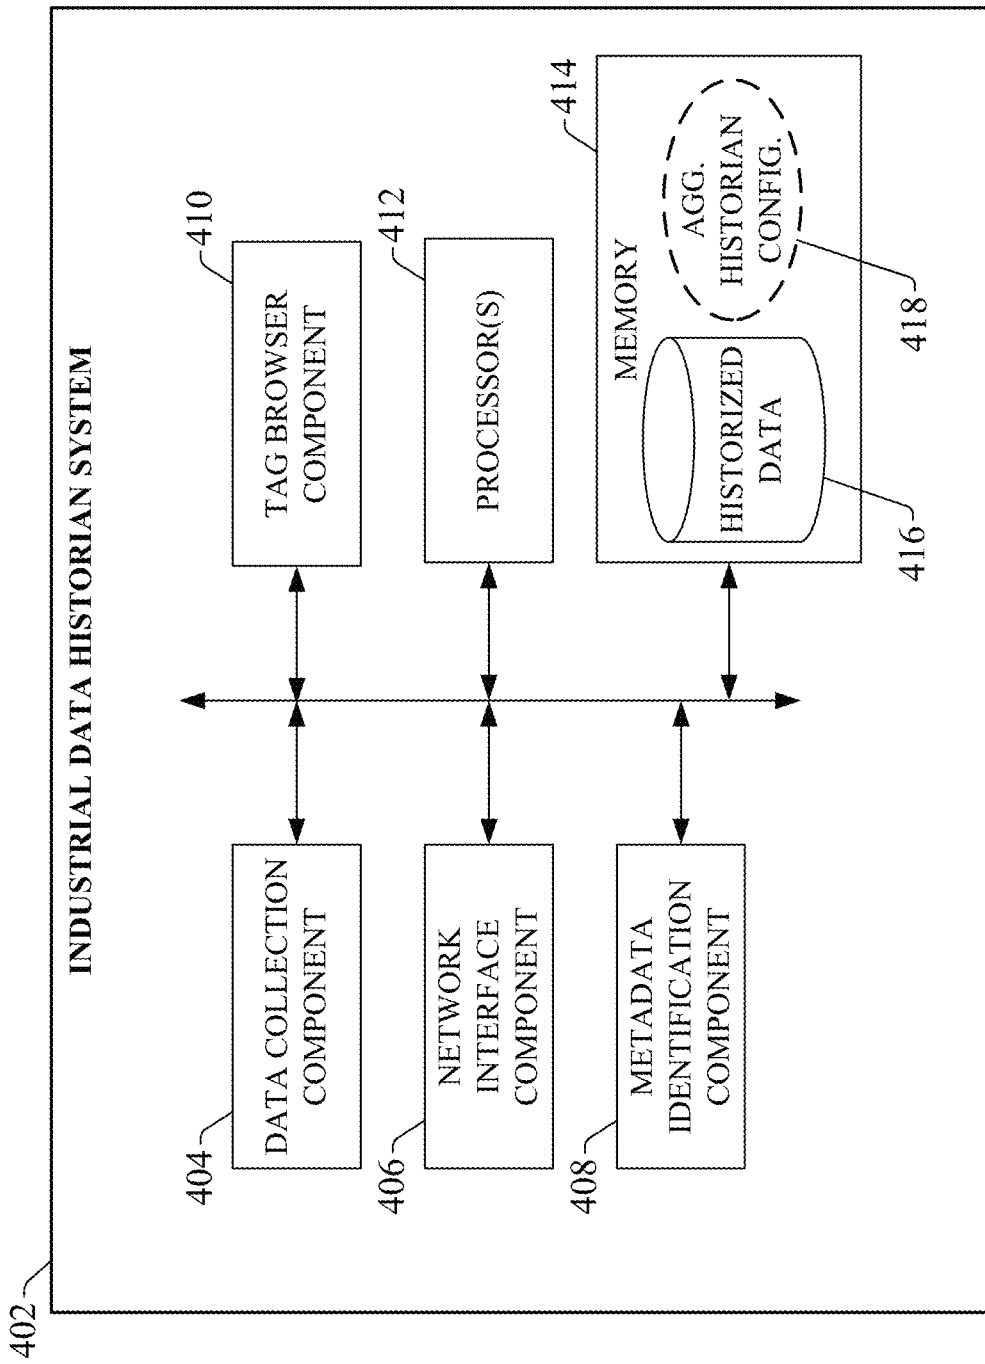 402
INDUSTRIAL DATA HISTORIAN SYSTEM
404
DATA COLLECTION
COMPONENT
406
NETWORK
INTERFACE
COMPONENT
408
METADATA
IDENTIFICATION
COMPONENT
410
TAG BROWSER
COMPONENT
412
PROCESSOR(S)
414
MEMORY
HISTORIZED
DATA
416
AGG.
HISTORIAN
CONFIG.
418